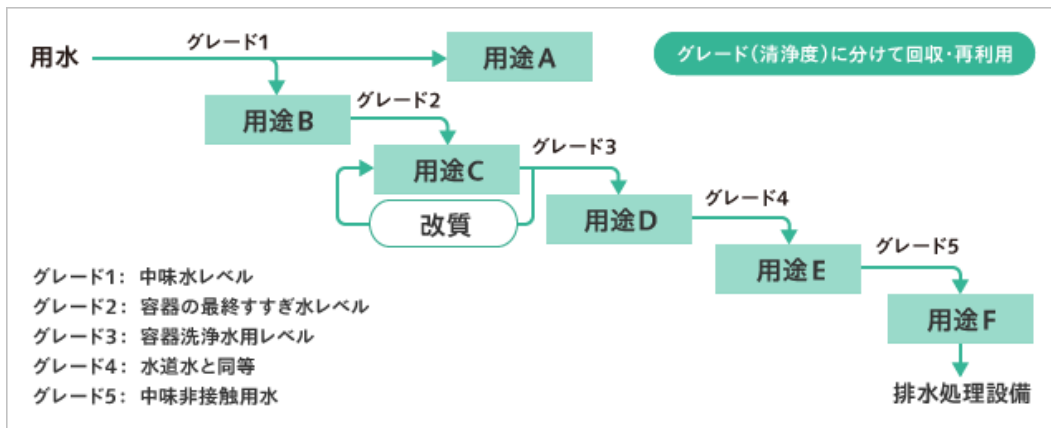 グレード1
用水
用途A
グレード(清浄度)に分けて回収・再利用
グレード2
用途B
グレード3
用途C
グレード4
改質
用途D
グレード5
用途E
用途F
排水処理設備
グレード1: 中味水レベル
グレード2: 容器の最終すすぎ水レベル
グレード3: 容器洗浄水用レベル
グレード4: 水道水と同等
グレード5: 中味非接触用水